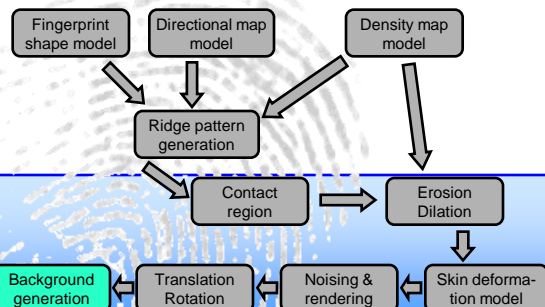 Fingerprint
shape model
Directional map
model
Density map
model
Ridge pattern
generation
Contact
region
Erosion
Dilation
Background
generation
Translation
Rotation
Noising &
rendering
Skin deforma-
tion model